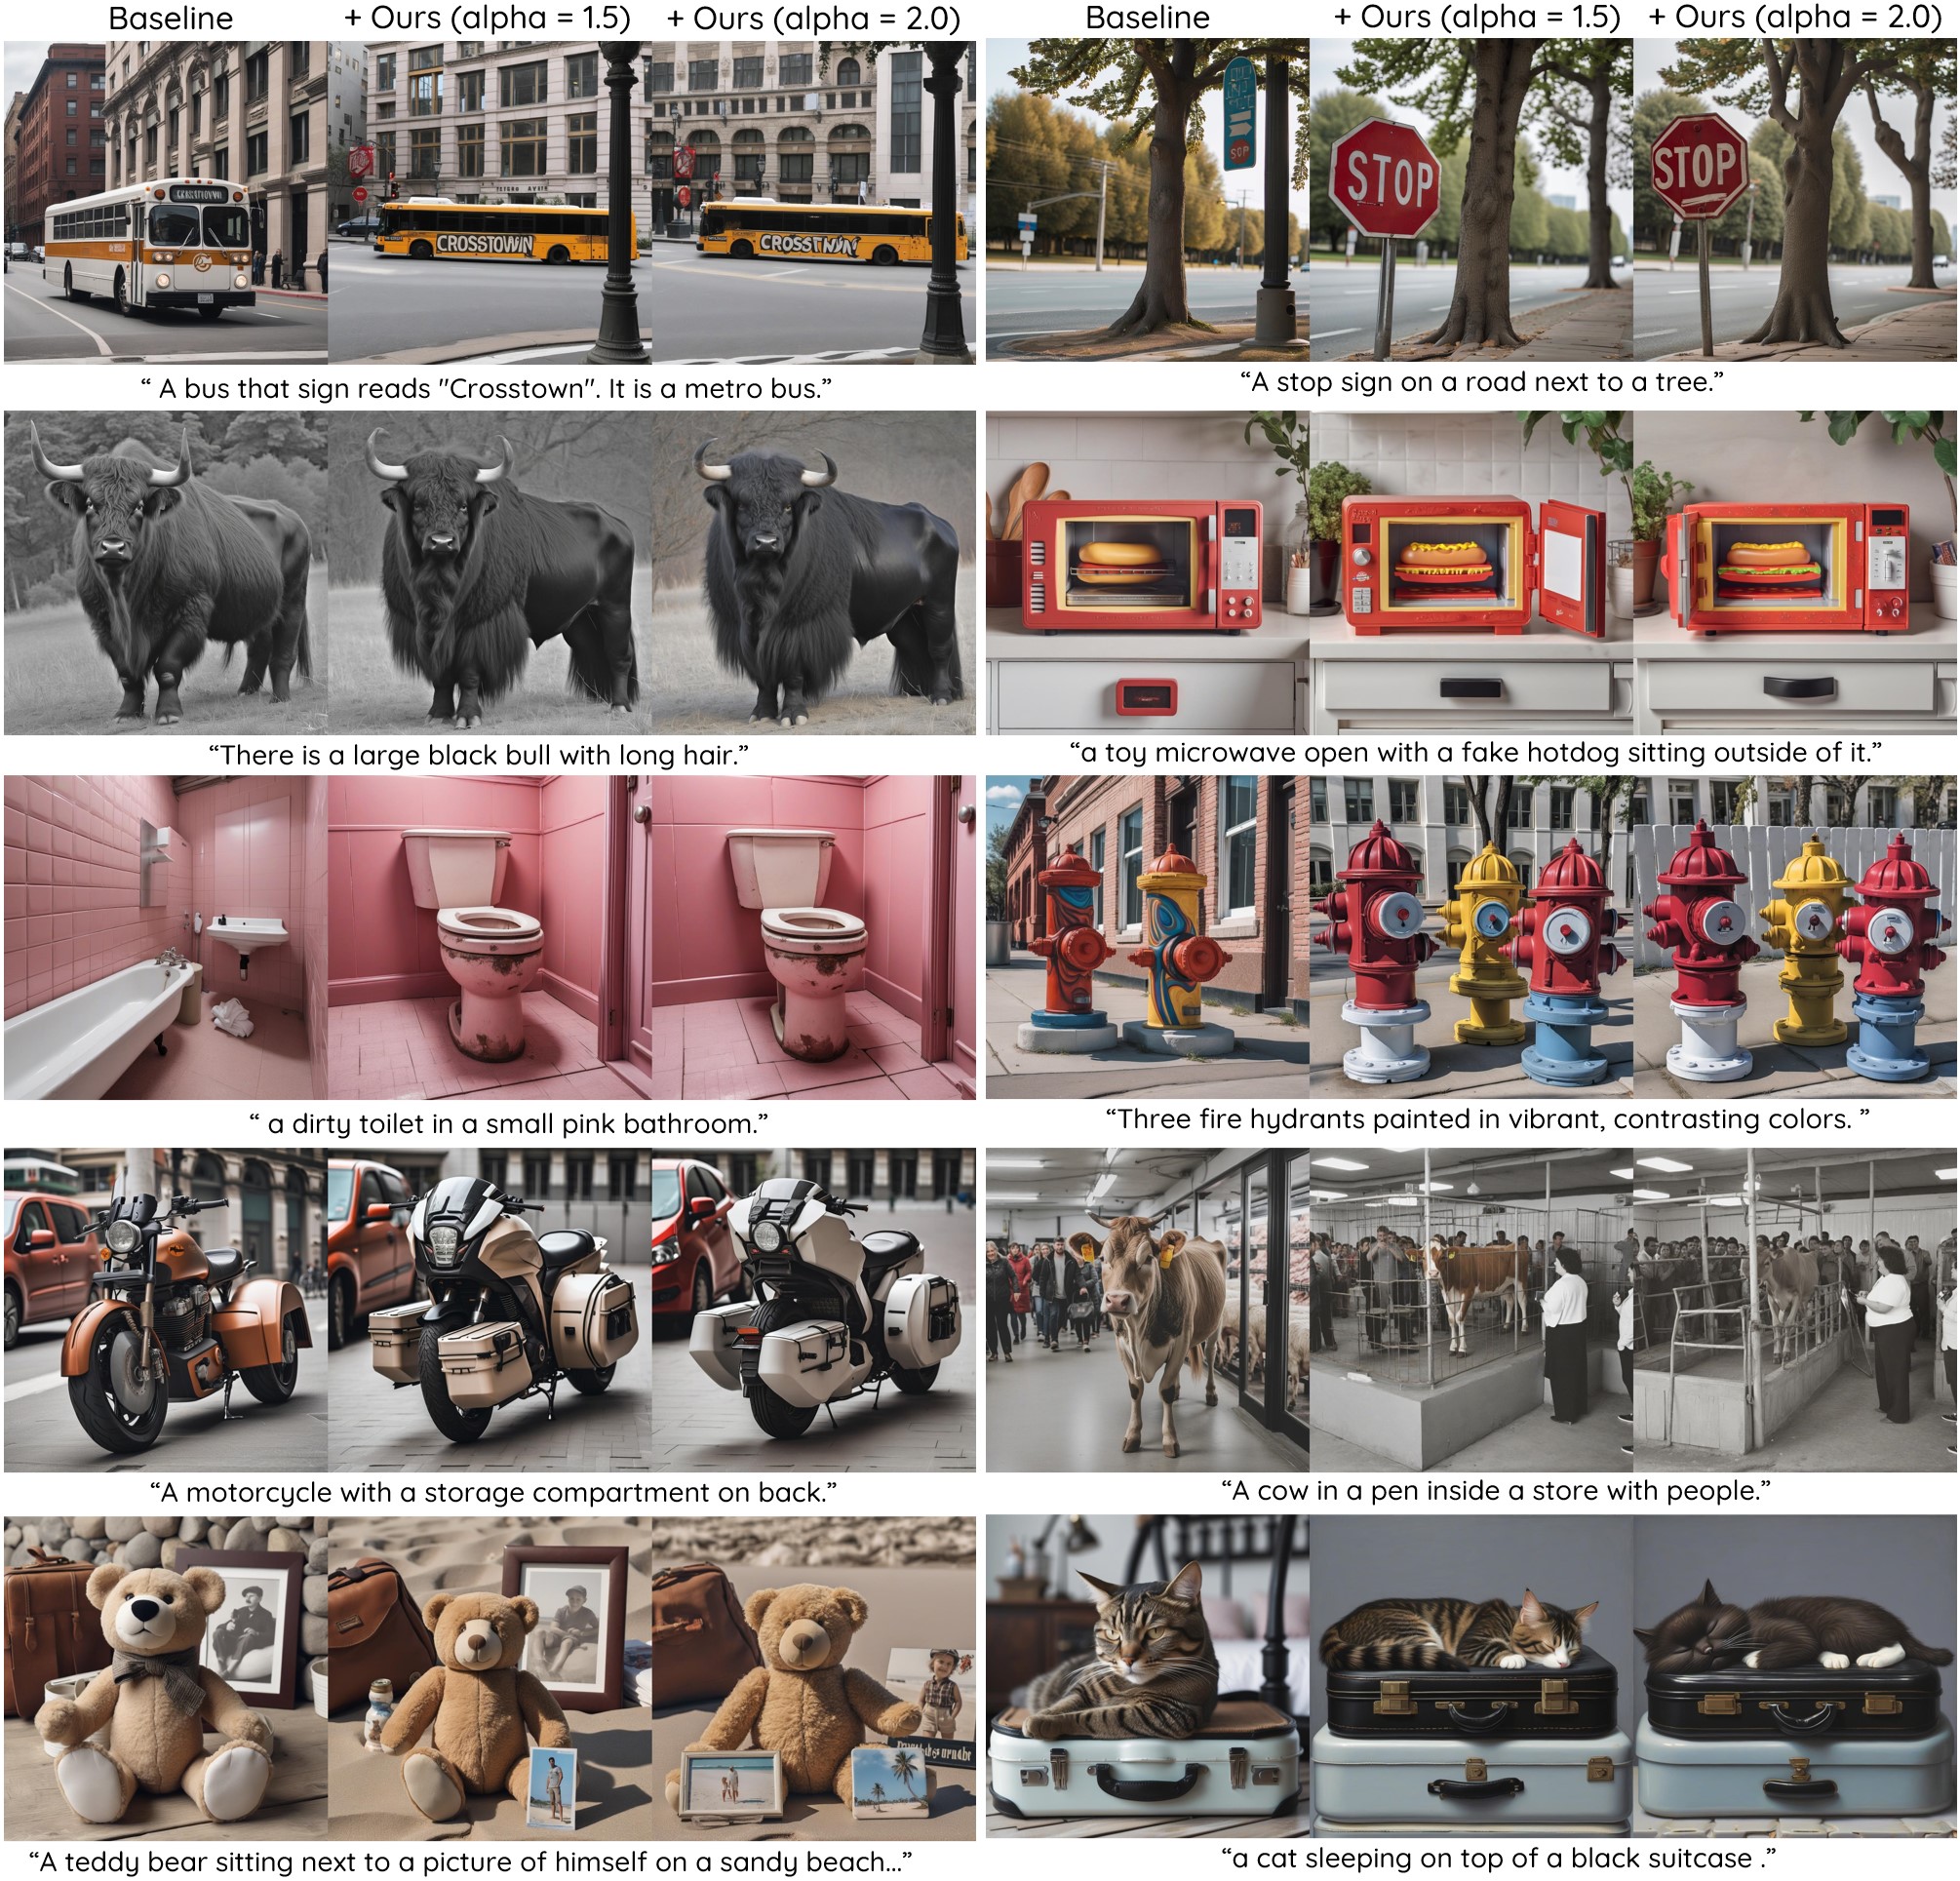 Baseline
+ Ours (alpha = 1.5)
+ Ours (alpha = 2.0)
Baseline
+ Ours (alpha = 1.5)
+ Ours (alpha = 2.0)
CROSSTOWN
STOP
STOP
“ A bus that sign reads "Crosstown". It is a metro bus.”
“A stop sign on a road next to a tree.”
“There is a large black bull with long hair.”
“a toy microwave open with a fake hotdog sitting outside of it.”
“ a dirty toilet in a small pink bathroom.”
“Three fire hydrants painted in vibrant, contrasting colors. ”
“A motorcycle with a storage compartment on back.”
“A cow in a pen inside a store with people.”
“A teddy bear sitting next to a picture of himself on a sandy beach...”
“a cat sleeping on top of a black suitcase .”